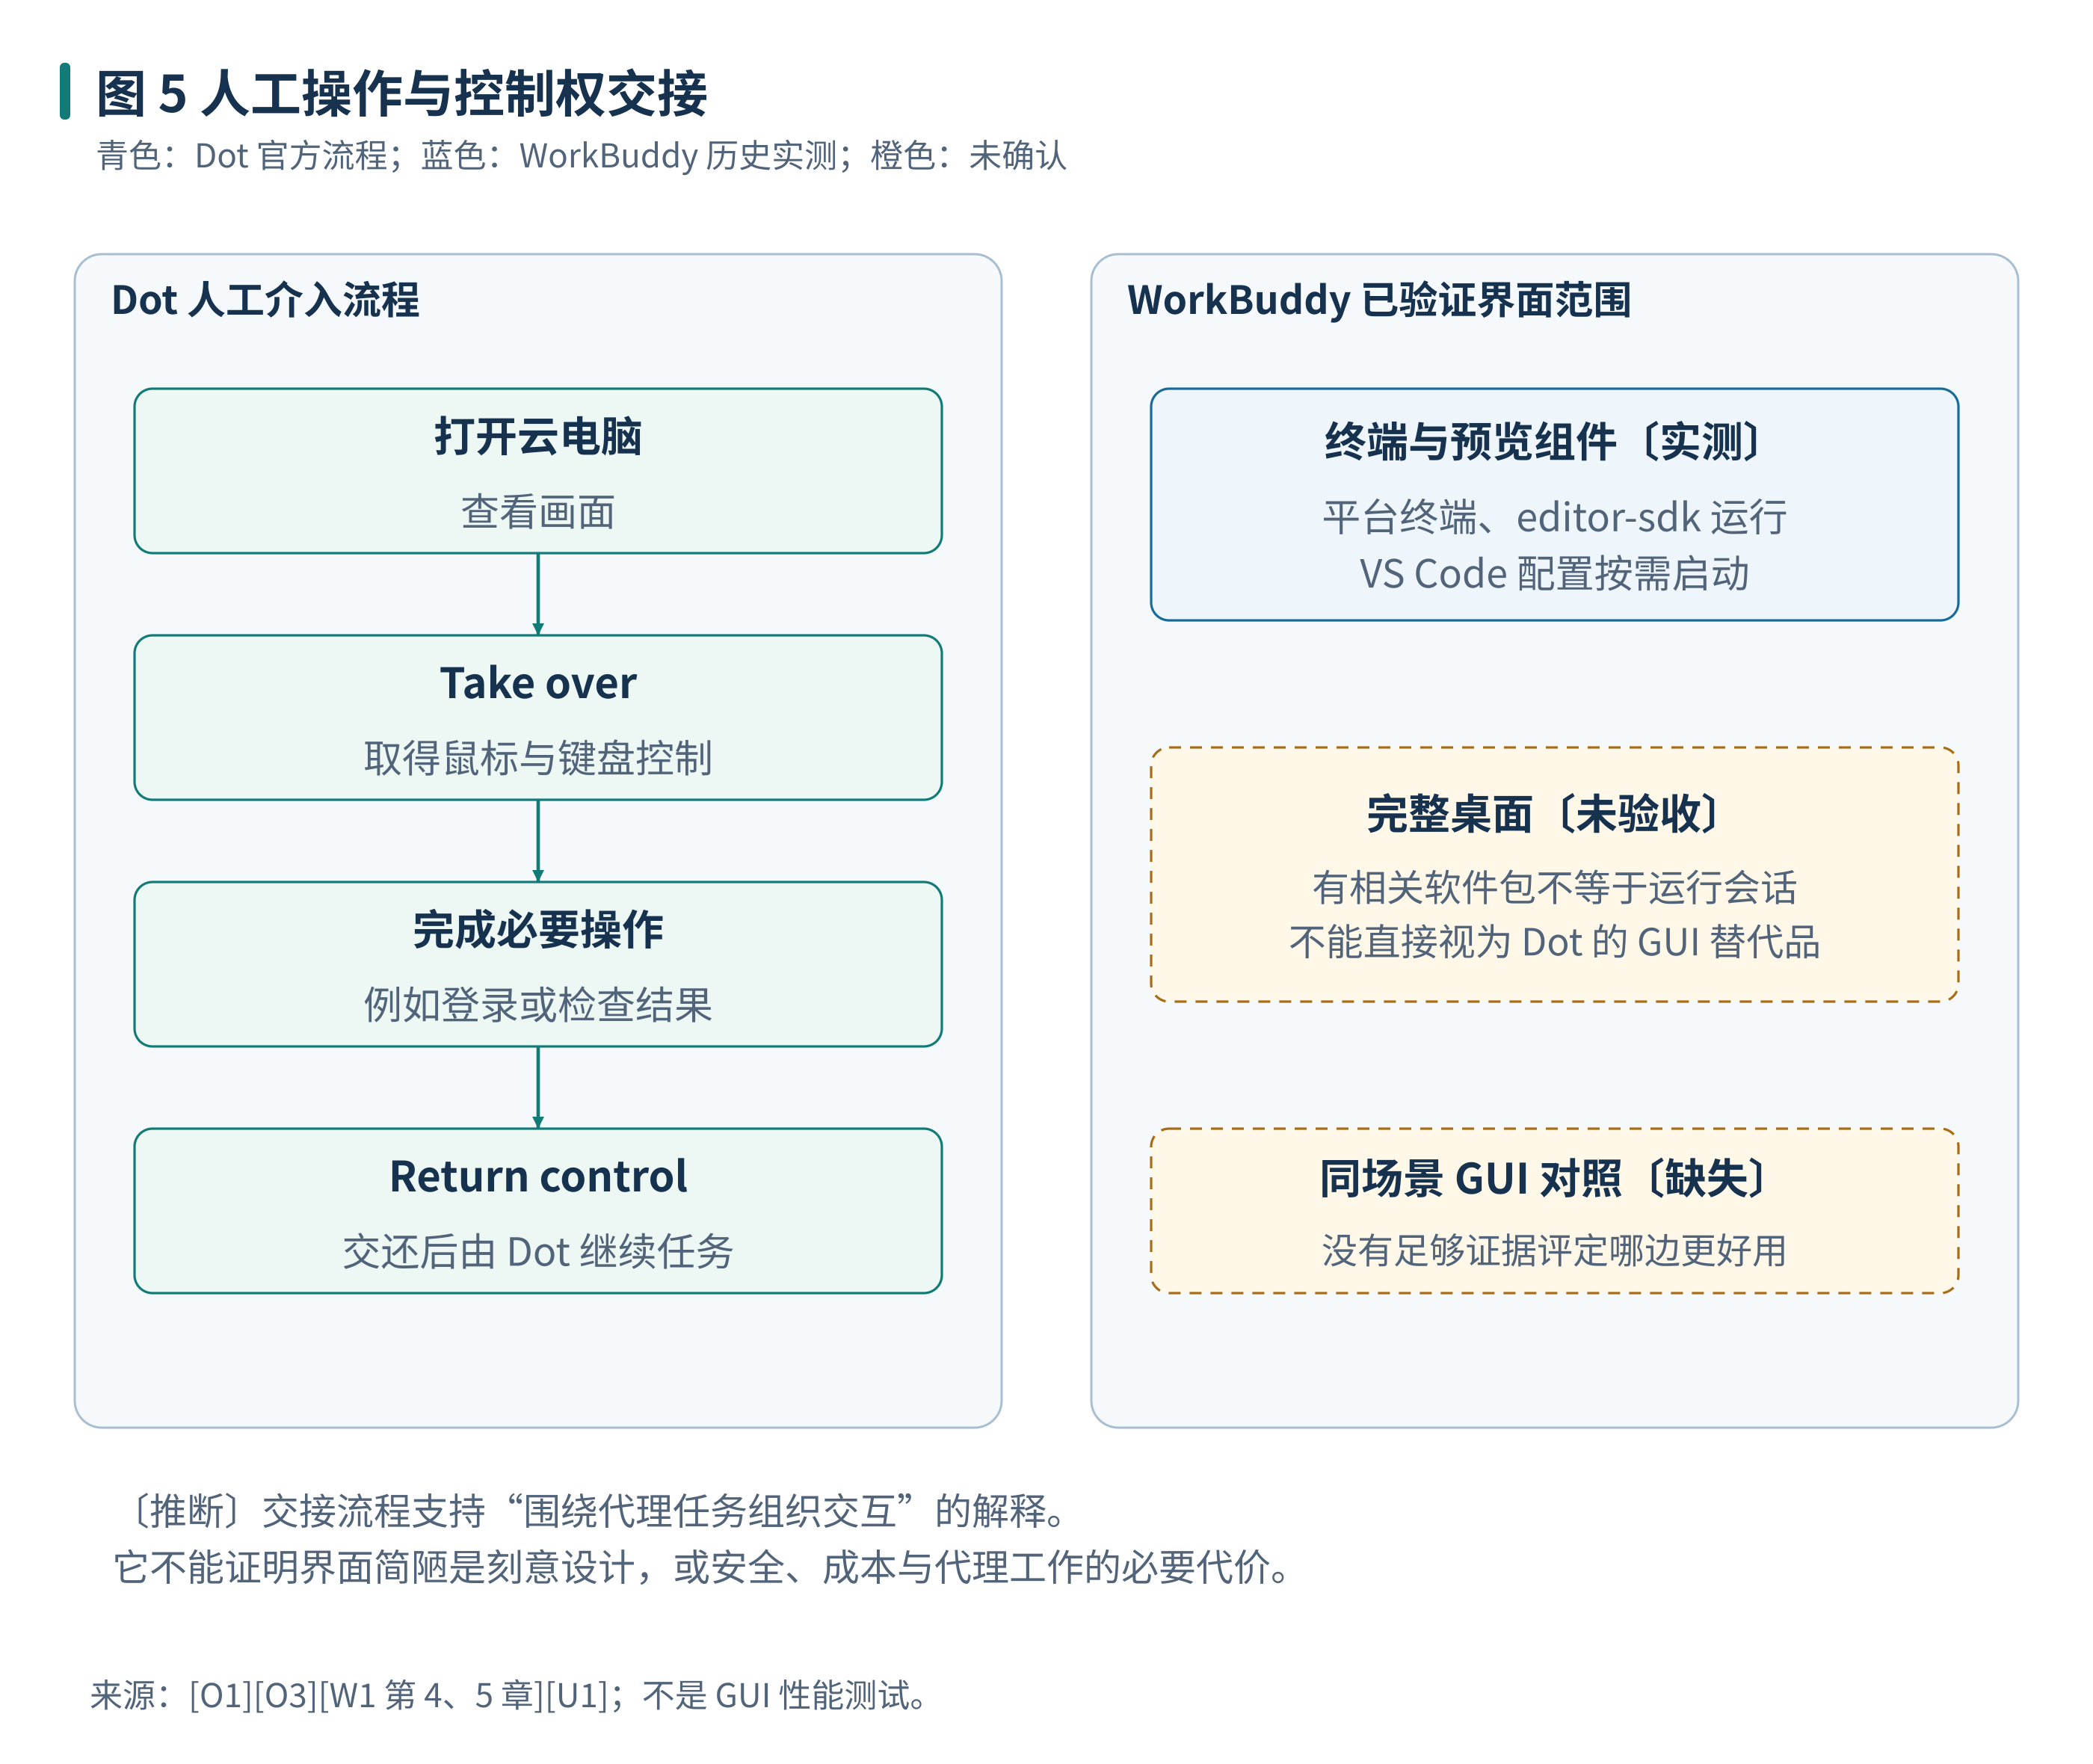 图 5 人工操作与控制权交接
青色：Dot 官方流程；蓝色：WorkBuddy 历史实测；橙色：未确认
Dot 人工介入流程
打开云电脑
查看画面
Take over
取得鼠标与键盘控制
完成必要操作
例如登录或检查结果
Return control
交还后由 Dot 继续任务
WorkBuddy 已验证界面范围
终端与预览组件〔实测〕
平台终端、editor-sdk 运行
VS Code 配置按需启动
完整桌面〔未验收〕
有相关软件包不等于运行会话
不能直接视为 Dot 的 GUI 替代品
同场景 GUI 对照〔缺失〕
没有足够证据评定哪边更好用
〔推断〕交接流程支持“围绕代理任务组织交互”的解释。
它不能证明界面简陋是刻意设计，或安全、成本与代理工作的必要代价。
来源：[O1][O3][W1 第 4、5 章][U1]；不是 GUI 性能测试。